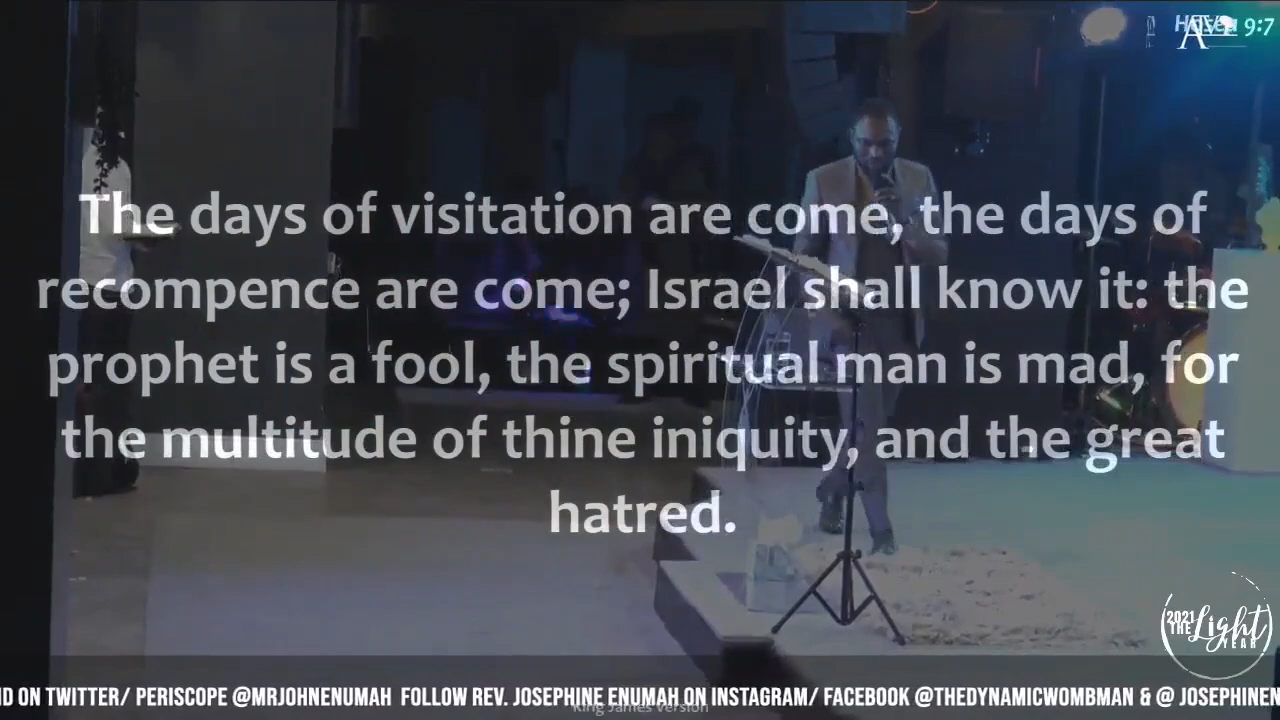 Hosea 9:7
The days of visitation are come, the days of
recompence are come; Israel shall know it: the
prophet is a fool, the spiritual man is mad, for
the multitude of thine iniquity, and the great
hatred.
2021
THE Light
YEAR
ND ON TWITTER/ PERISCOPE @MRJOHNENUMAH FOLLOW REV. JOSEPHINE ENUMAH ON INSTAGRAM/ FACEBOOK @THEDYNAMICWOMBMAN & @ JOSEPHINEN
King James Version